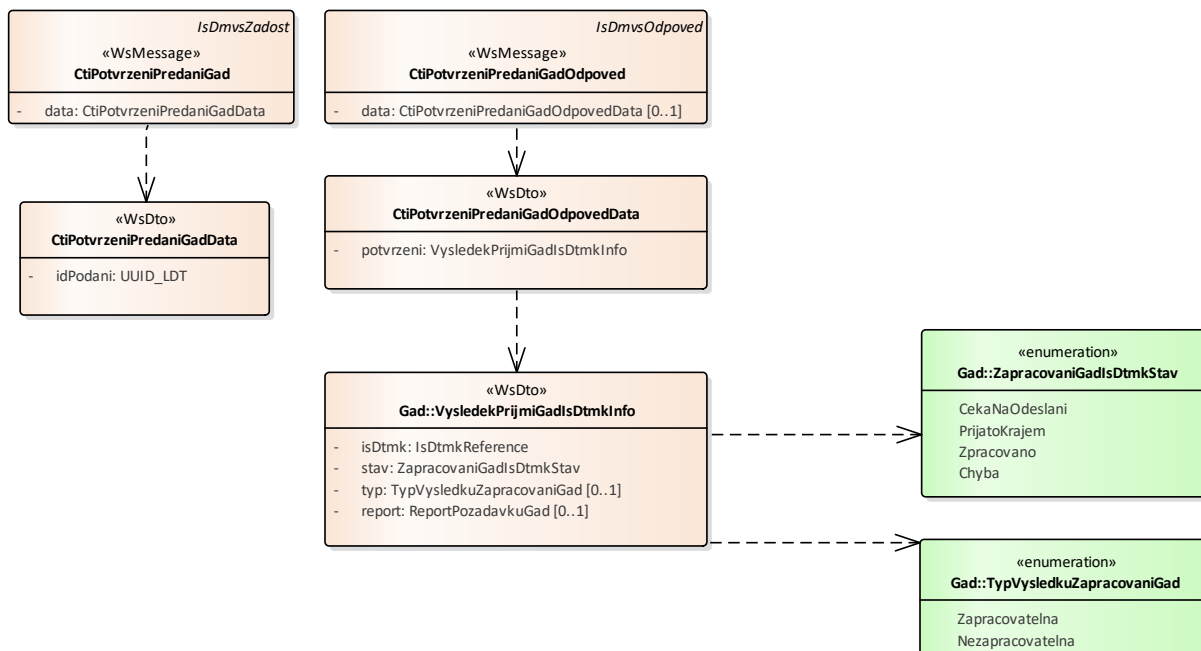 IsDmvsZadost
«WsMessage»
CtiPotvrzeniPredaniGad
- data: CtiPotvrzeniPredaniGadData
IsDmvsOdpoved
«WsMessage»
CtiPotvrzeniPredaniGadOdpoved
- data: CtiPotvrzeniPredaniGadOdpovedData [0..1]
«WsDto»
CtiPotvrzeniPredaniGadData
- idPodani: UUID_LDT
«WsDto»
CtiPotvrzeniPredaniGadOdpovedData
- potvrzeni: VysledekPrijmiGadIsDtmkInfo
«WsDto»
Gad::VysledekPrijmiGadIsDtmkInfo
- isDtmk: IsDtmkReference
- stav: ZapracovaniGadIsDtmkStav
- typ: TypVysledkuZapracovaniGad [0..1]
- report: ReportPozadavkuGad [0..1]
«enumeration»
Gad::ZapracovaniGadIsDtmkStav
CekaNaOdeslani
PrijatoKrajem
Zpracovano
Chyba
«enumeration»
Gad::TypVysledkuZapracovaniGad
Zapracovatelna
Nezapracovatelna